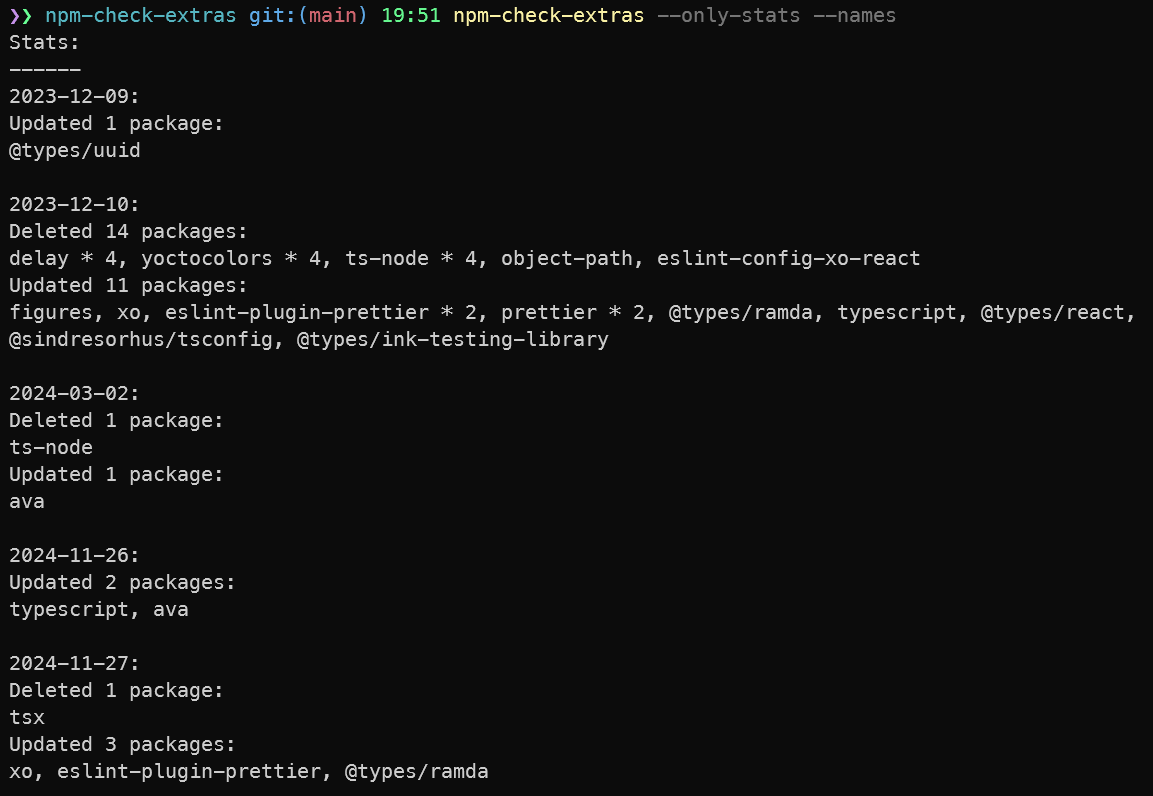 ❯❯ npm-check-extras git:(main) 19:51 npm-check-extras --only-stats --names
Stats:
------
2023-12-09:
Updated 1 package:
@types/uuid
2023-12-10:
Deleted 14 packages:
delay * 4, yoctocolors * 4, ts-node * 4, object-path, eslint-config-xo-react
Updated 11 packages:
figures, xo, eslint-plugin-prettier * 2, prettier * 2, @types/ramda, typescript, @types/react,
@sindresorhus/tsconfig, @types/ink-testing-library
2024-03-02:
Deleted 1 package:
ts-node
Updated 1 package:
ava
2024-11-26:
Updated 2 packages:
typescript, ava
2024-11-27:
Deleted 1 package:
tsx
Updated 3 packages:
xo, eslint-plugin-prettier, @types/ramda